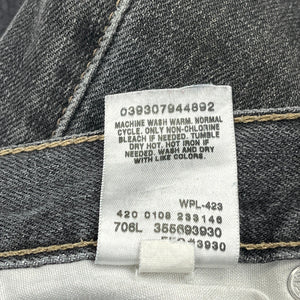 039307944892
MACHINE WASH WARM. NORMAL
CYCLE. ONLY NON-CHLORINE
BLEACH IF NEEDED. TUMBLE
DRY HOT. HOT IRON IF
NEEDED. WASH AND DRY
WITH LIKE COLORS.
WPL-423
420 0108 233146
706L 355693930
#3930